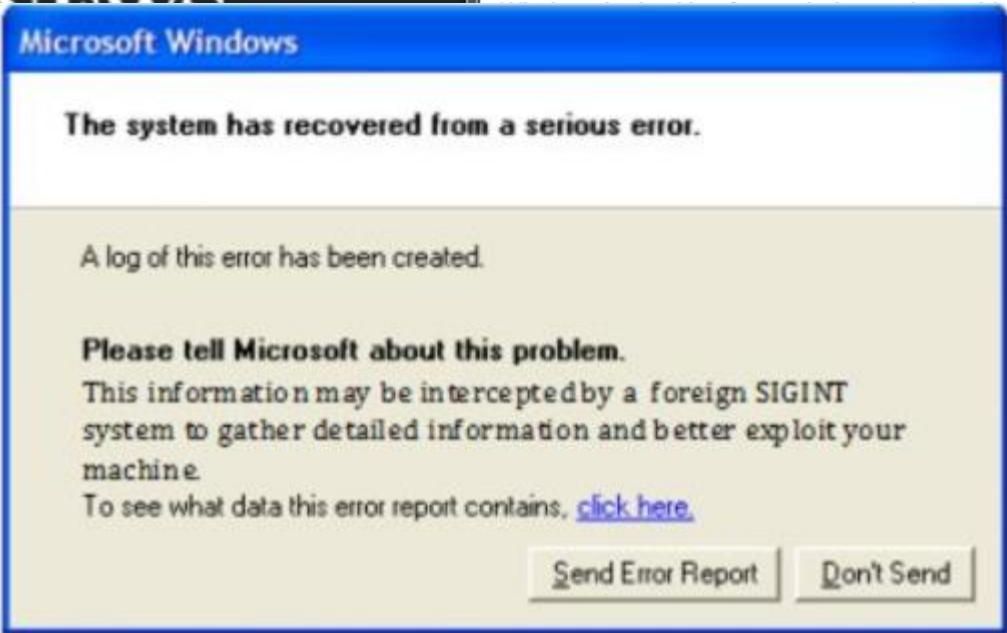 Microsoft Windows
The system has recovered from a serious error.
A log of this error has been created.
Please tell Microsoft about this problem.
This information may be intercepted by a foreign SIGINT
system to gather detailed information and better exploit your
machine
To see what data this error report contains, click here.
Send Error Report
Don't Send